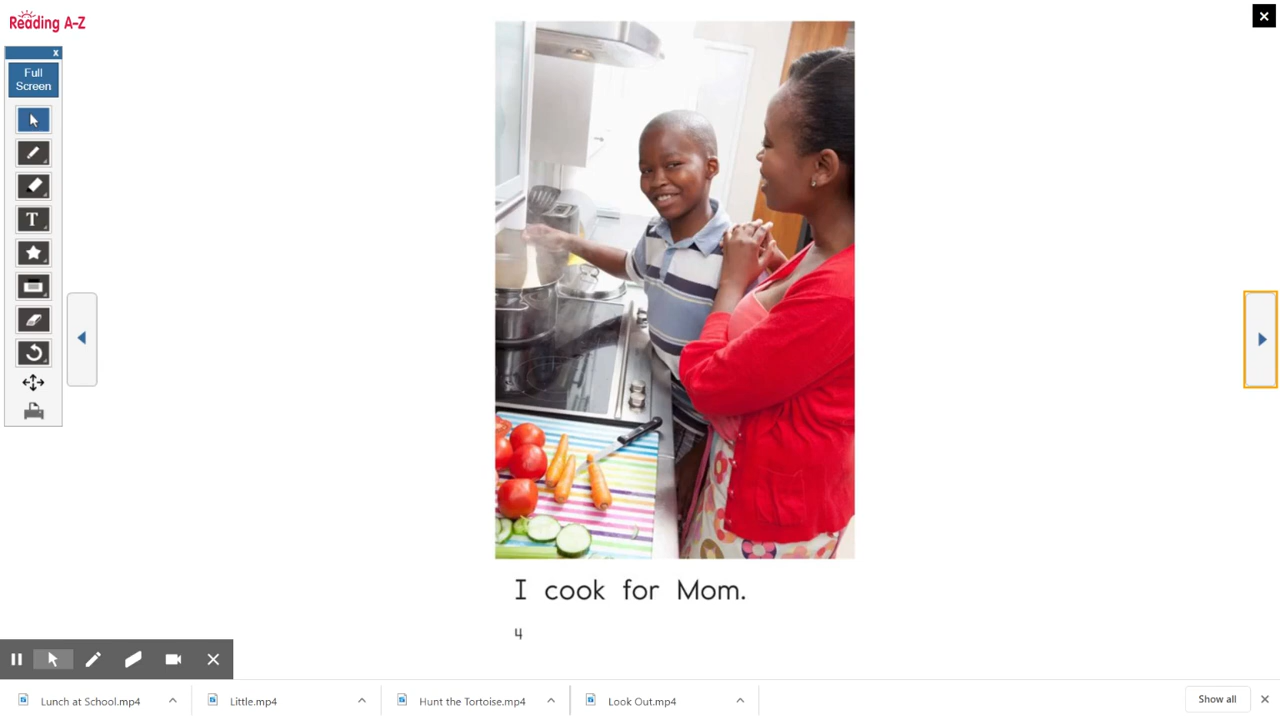 Reading A-Z
x
Full
Screen
T
I cook for Mom.
4
Lunch at School.mp4
Little.mp4
Hunt the Tortoise.mp4
Look Out.mp4
Show all